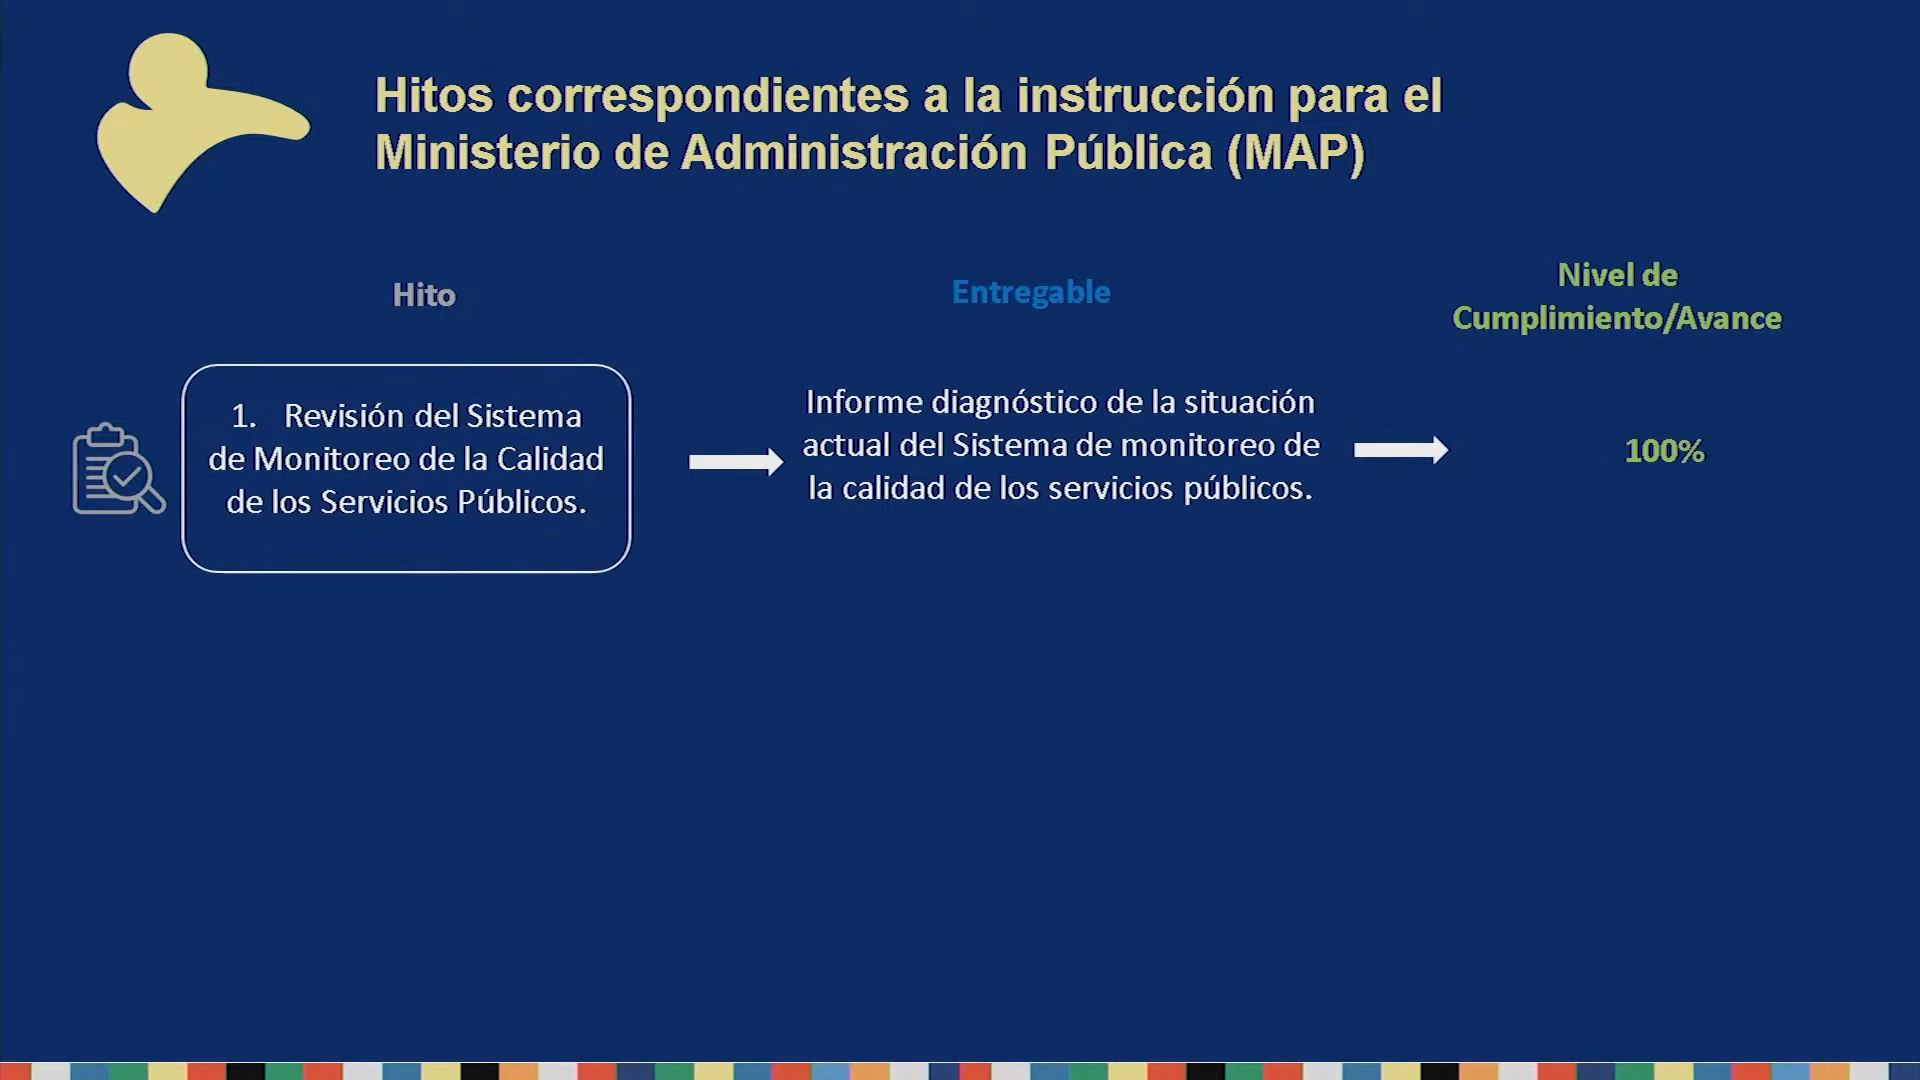 Hitos correspondientes a la instrucción para el
Ministerio de Administración Pública (MAP)
Hito
Entregable
Nivel de
Cumplimiento/Avance
1. Revisión del Sistema
de Monitoreo de la Calidad
de los Servicios Públicos.
Informe diagnóstico de la situación
actual del Sistema de monitoreo de
la calidad de los servicios públicos.
100%